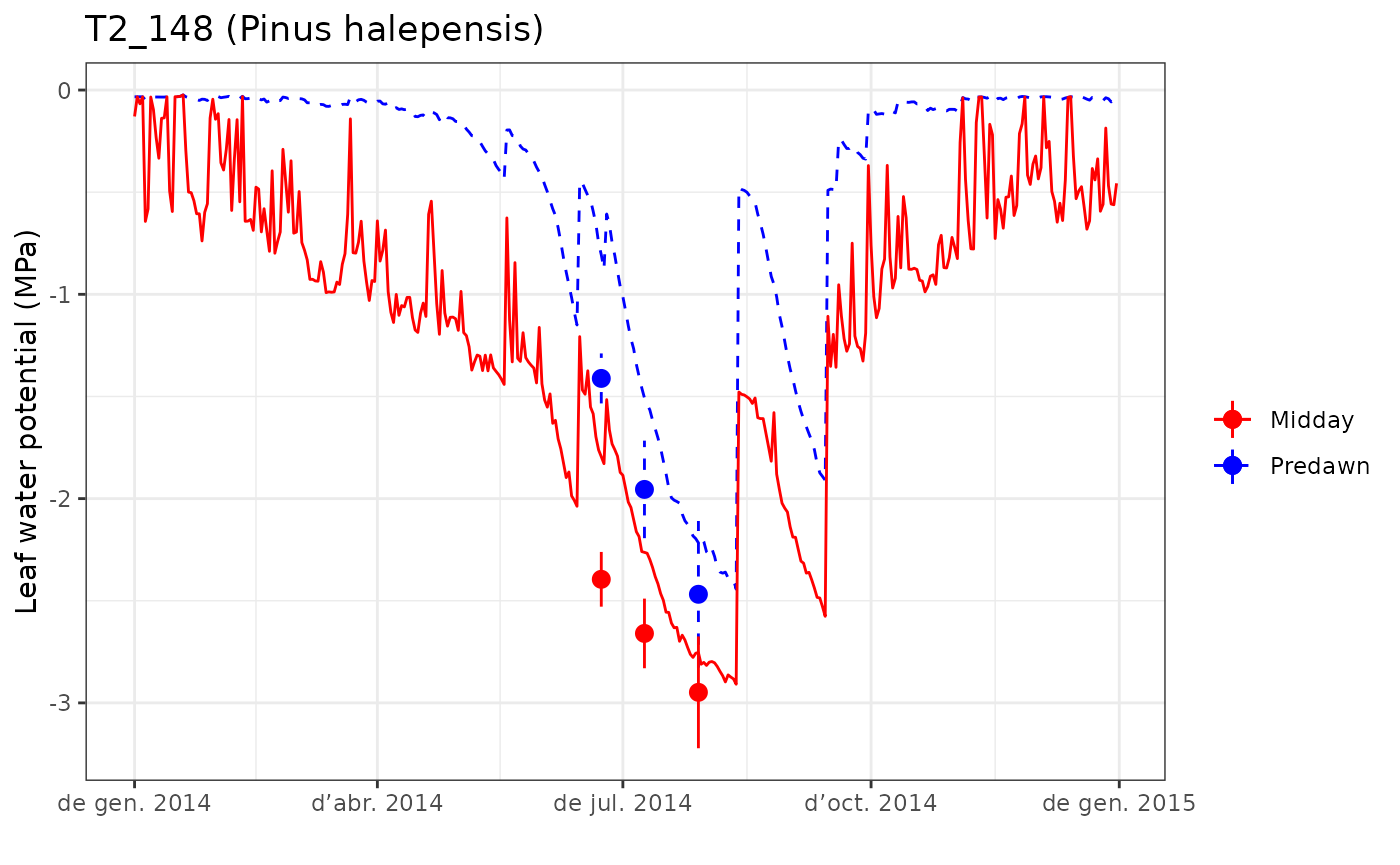 T2_148 (Pinus halepensis)
Leaf water potential (MPa)
0
-1
-2
-3
de gen. 2014
d’abr. 2014
de jul. 2014
d’oct. 2014
de gen. 2015
Midday
Predawn